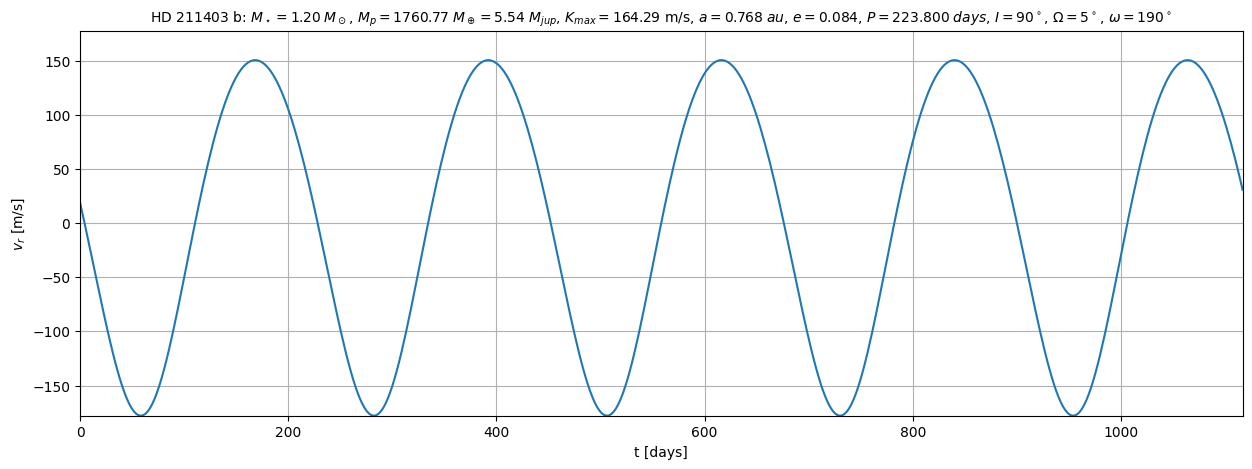 HD 211403 b: M⋆ = 1.20 M⊙, Mp = 1760.77 M⊕ = 5.54 Mjup, Kmax = 164.29 m/s, a = 0.768 au, e = 0.084, P = 223.800 days, I = 90°, Ω = 5°, ω = 190°
150
100
50
0
−50
−100
−150
vr [m/s]
0 200 400 600 800 1000
t [days]